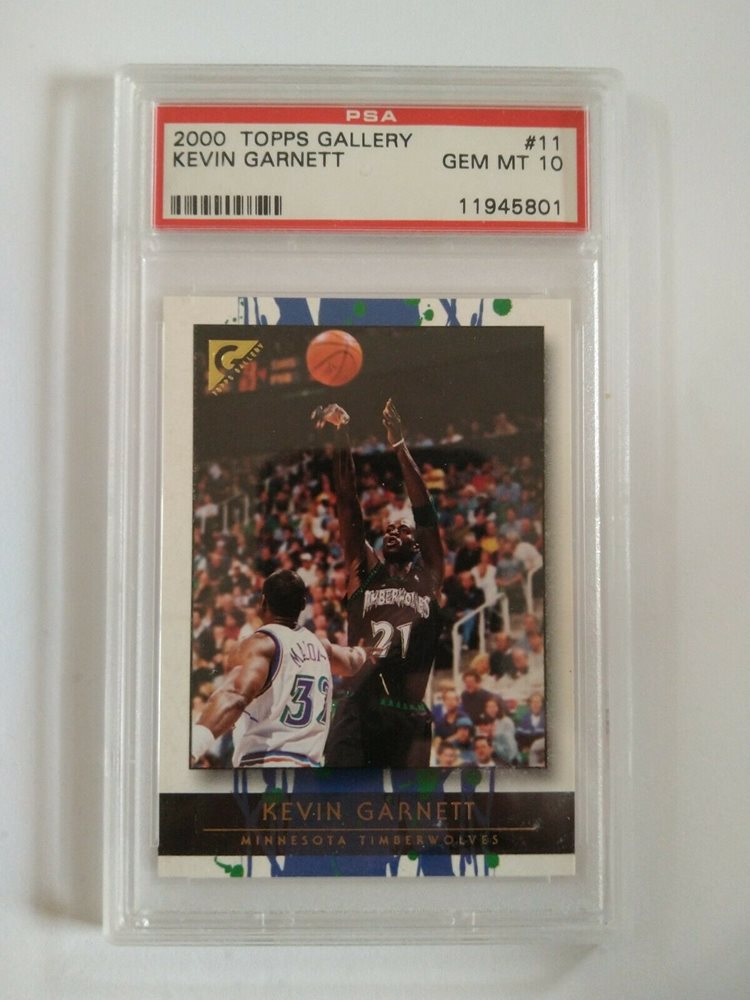 PSA
2000 TOPPS GALLERY #11
KEVIN GARNETT GEM MT 10
11945801
G
TOPPS GALLERY
TIMBERWOLVES
21
32
KEVIN GARNETT
MINNESOTA TIMBERWOLVES